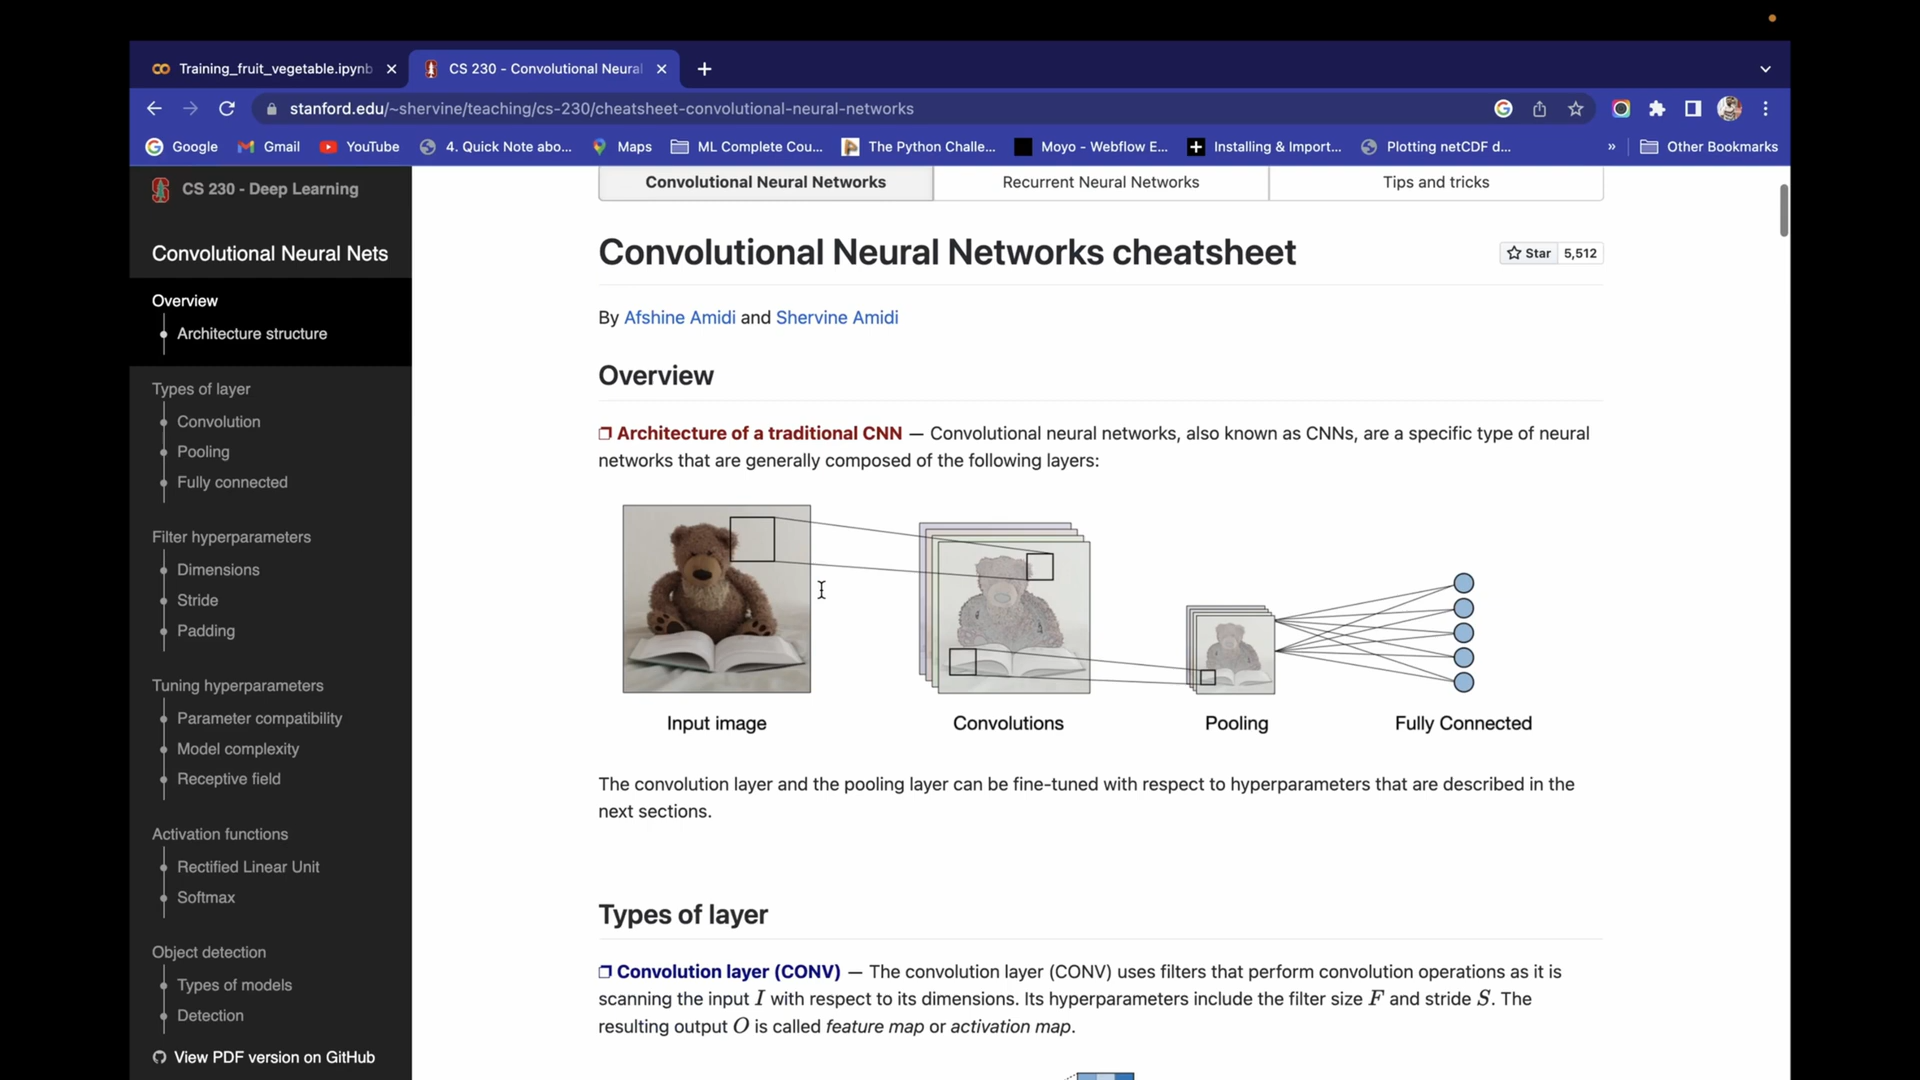 Training_fruit_vegetable.ipynb
CS 230 - Convolutional Neural
stanford.edu/~shervine/teaching/cs-230/cheatsheet-convolutional-neural-networks
Google Gmail YouTube 4. Quick Note abo... Maps ML Complete Cou... The Python Challe... Moyo - Webflow E... Installing & Import... Plotting netCDF d... » Other Bookmarks
CS 230 - Deep Learning
Convolutional Neural Nets
Overview
Architecture structure
Types of layer
Convolution
Pooling
Fully connected
Filter hyperparameters
Dimensions
Stride
Padding
Tuning hyperparameters
Parameter compatibility
Model complexity
Receptive field
Activation functions
Rectified Linear Unit
Softmax
Object detection
Types of models
Detection
View PDF version on GitHub
Convolutional Neural Networks Recurrent Neural Networks Tips and tricks
Convolutional Neural Networks cheatsheet
Star 5,512
By Afshine Amidi and Shervine Amidi
Overview
Architecture of a traditional CNN — Convolutional neural networks, also known as CNNs, are a specific type of neural
networks that are generally composed of the following layers:
Input image Convolutions Pooling Fully Connected
The convolution layer and the pooling layer can be fine-tuned with respect to hyperparameters that are described in the
next sections.
Types of layer
Convolution layer (CONV) — The convolution layer (CONV) uses filters that perform convolution operations as it is
scanning the input I with respect to its dimensions. Its hyperparameters include the filter size F and stride S. The
resulting output O is called feature map or activation map.